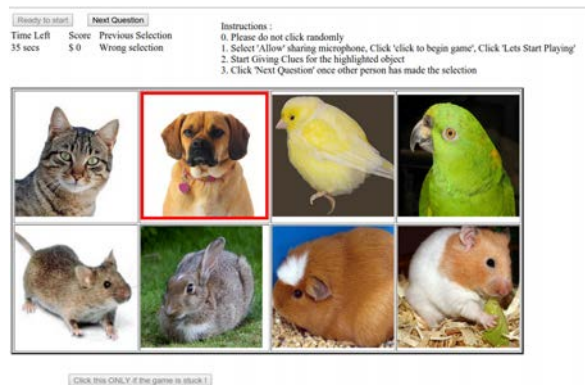 Ready to start Next Question
Time Left Score Previous Selection
35 secs $ 0 Wrong selection
Instructions :
0. Please do not click randomly
1. Select 'Allow' sharing microphone, Click 'click to begin game', Click 'Lets Start Playing'
2. Start Giving Clues for the highlighted object
3. Click 'Next Question' once other person has made the selection
Click this ONLY if the game is stuck !